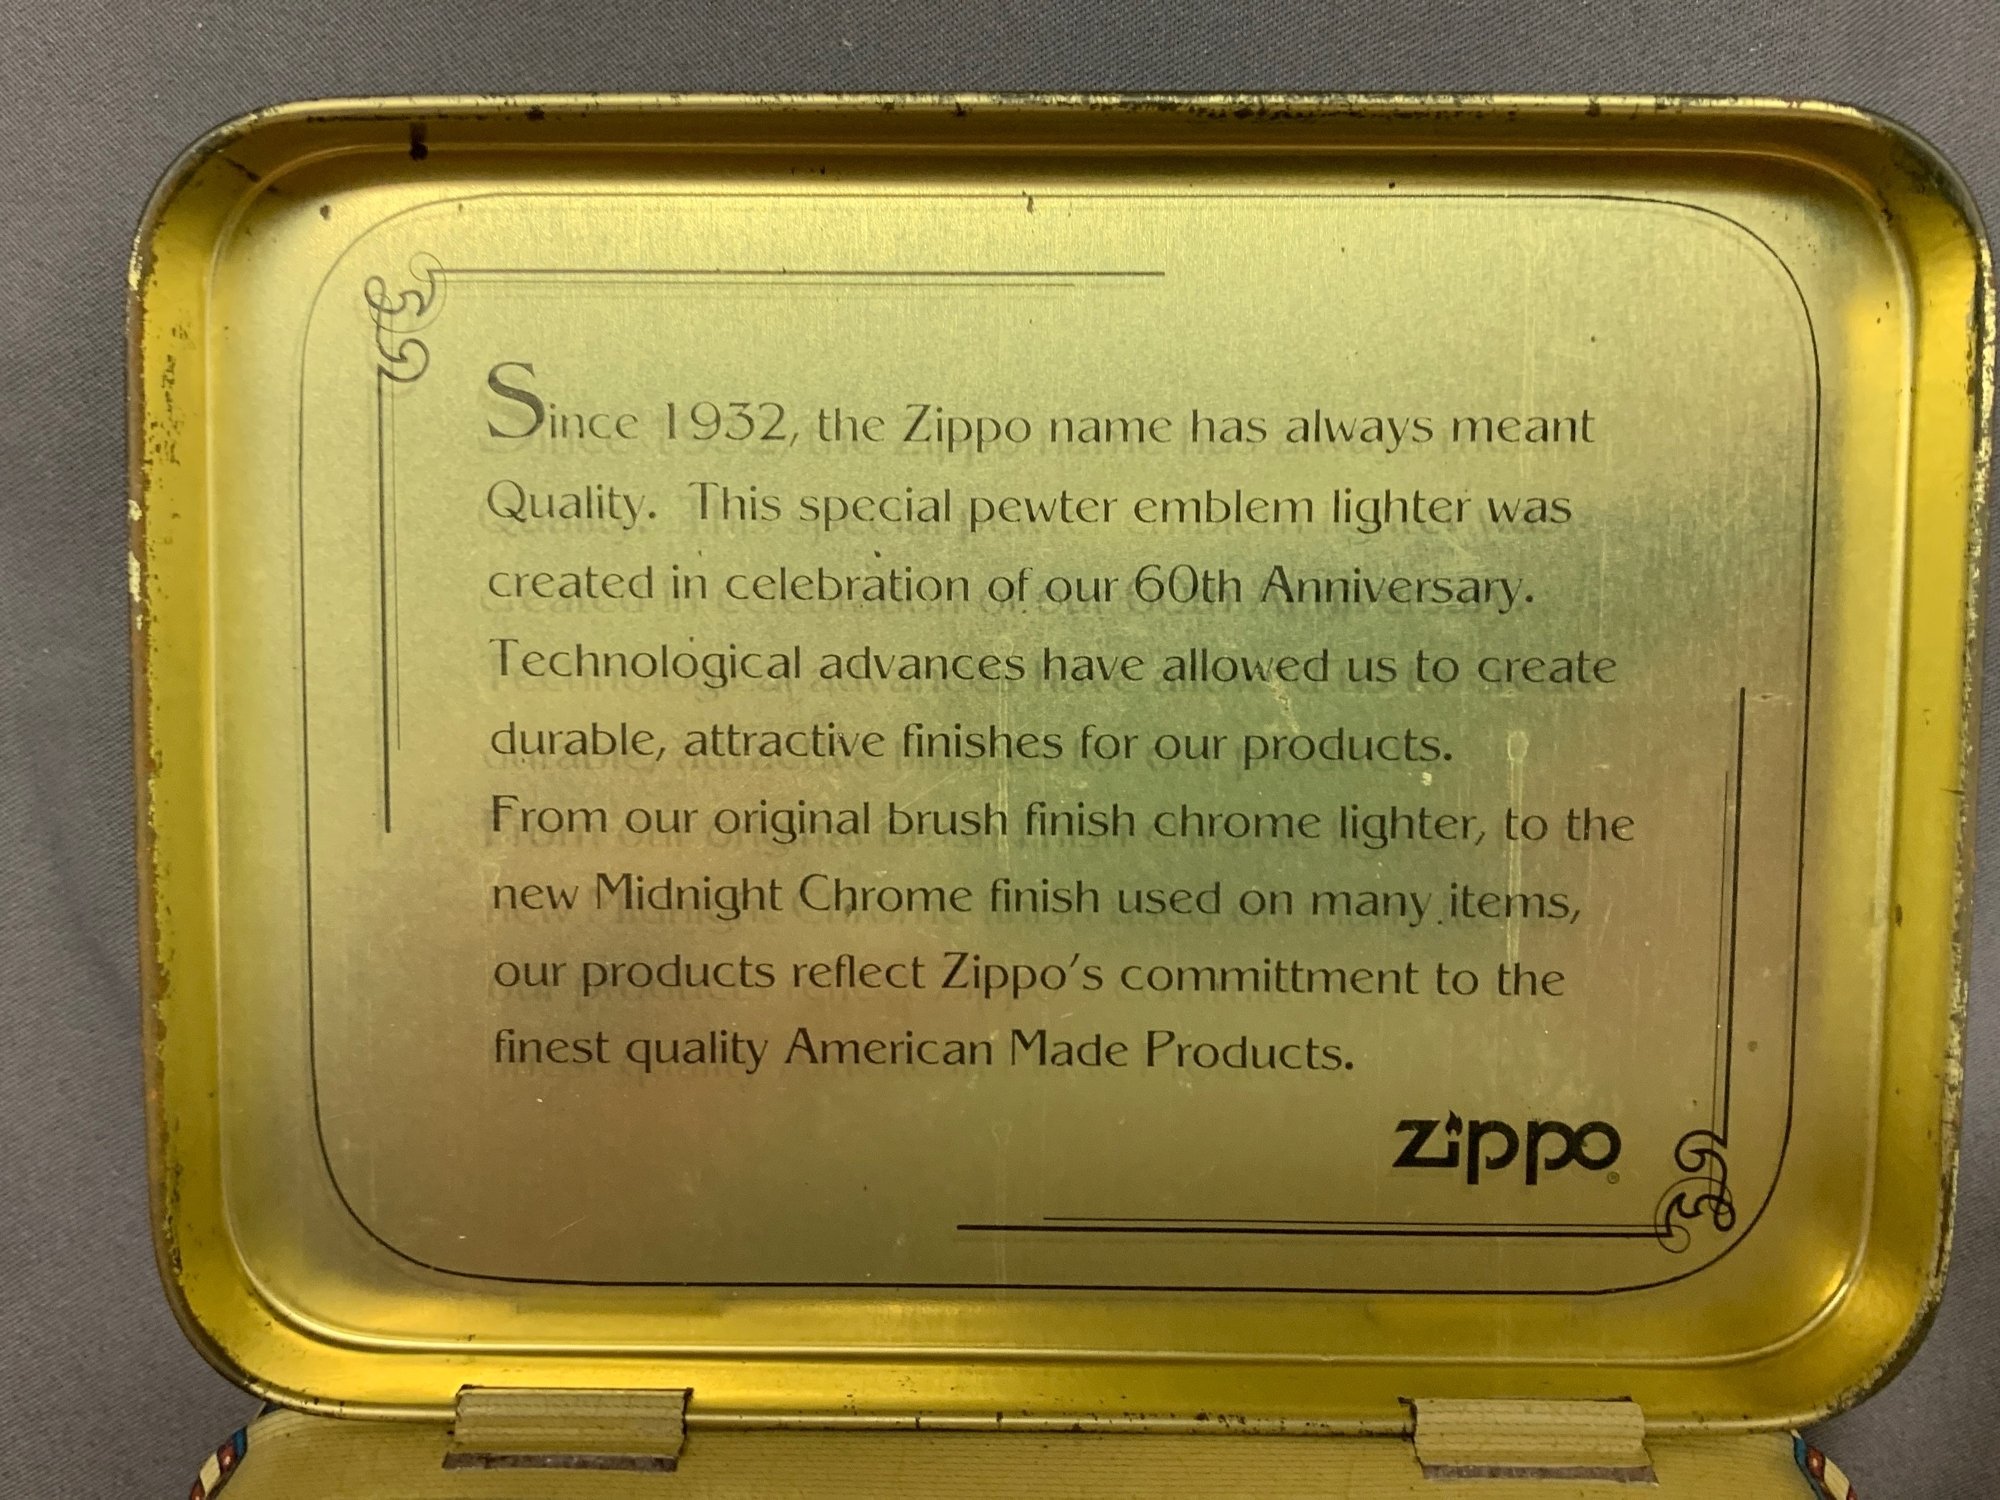 Since 1932, the Zippo name has always meant
Quality. This special pewter emblem lighter was
created in celebration of our 60th Anniversary.
Technological advances have allowed us to create
durable, attractive finishes for our products.
From our original brush finish chrome lighter, to the
new Midnight Chrome finish used on many items,
our products reflect Zippo's committment to the
finest quality American Made Products.
zippo®